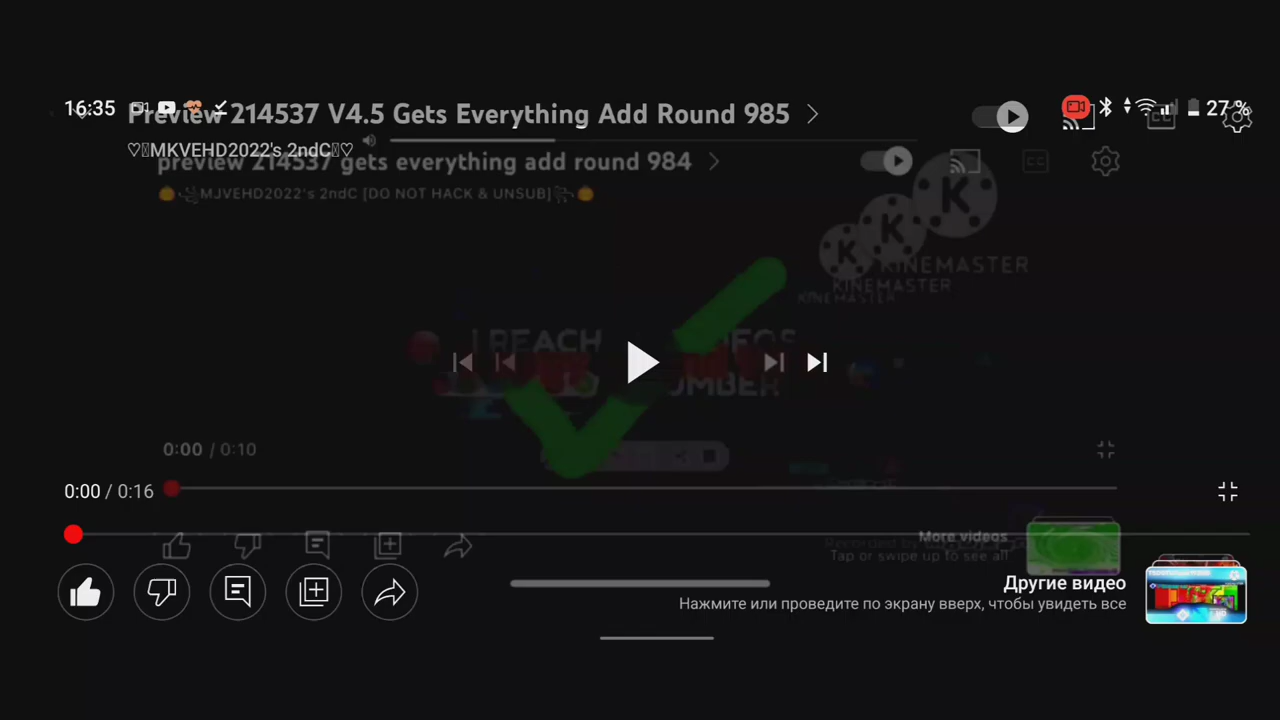 16:35
27 %
Preview 214537 V4.5 Gets Everything Add Round 985
♡MKVEHD2022's 2ndC♡
preview 214537 gets everything add round 984
MJVEHD2022's 2ndC [DO NOT HACK & UNSUB]
KINEMASTER
KINEMASTER
KINEMASTER
I REACH
0:00 / 0:10
0:00 / 0:16
More videos
Tap or swipe up to see all
Другие видео
Нажмите или проведите по экрану вверх, чтобы увидеть все